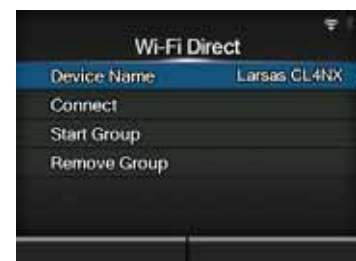 Wi-Fi Direct
Device Name Larsas CL4NX
Connect
Start Group
Remove Group